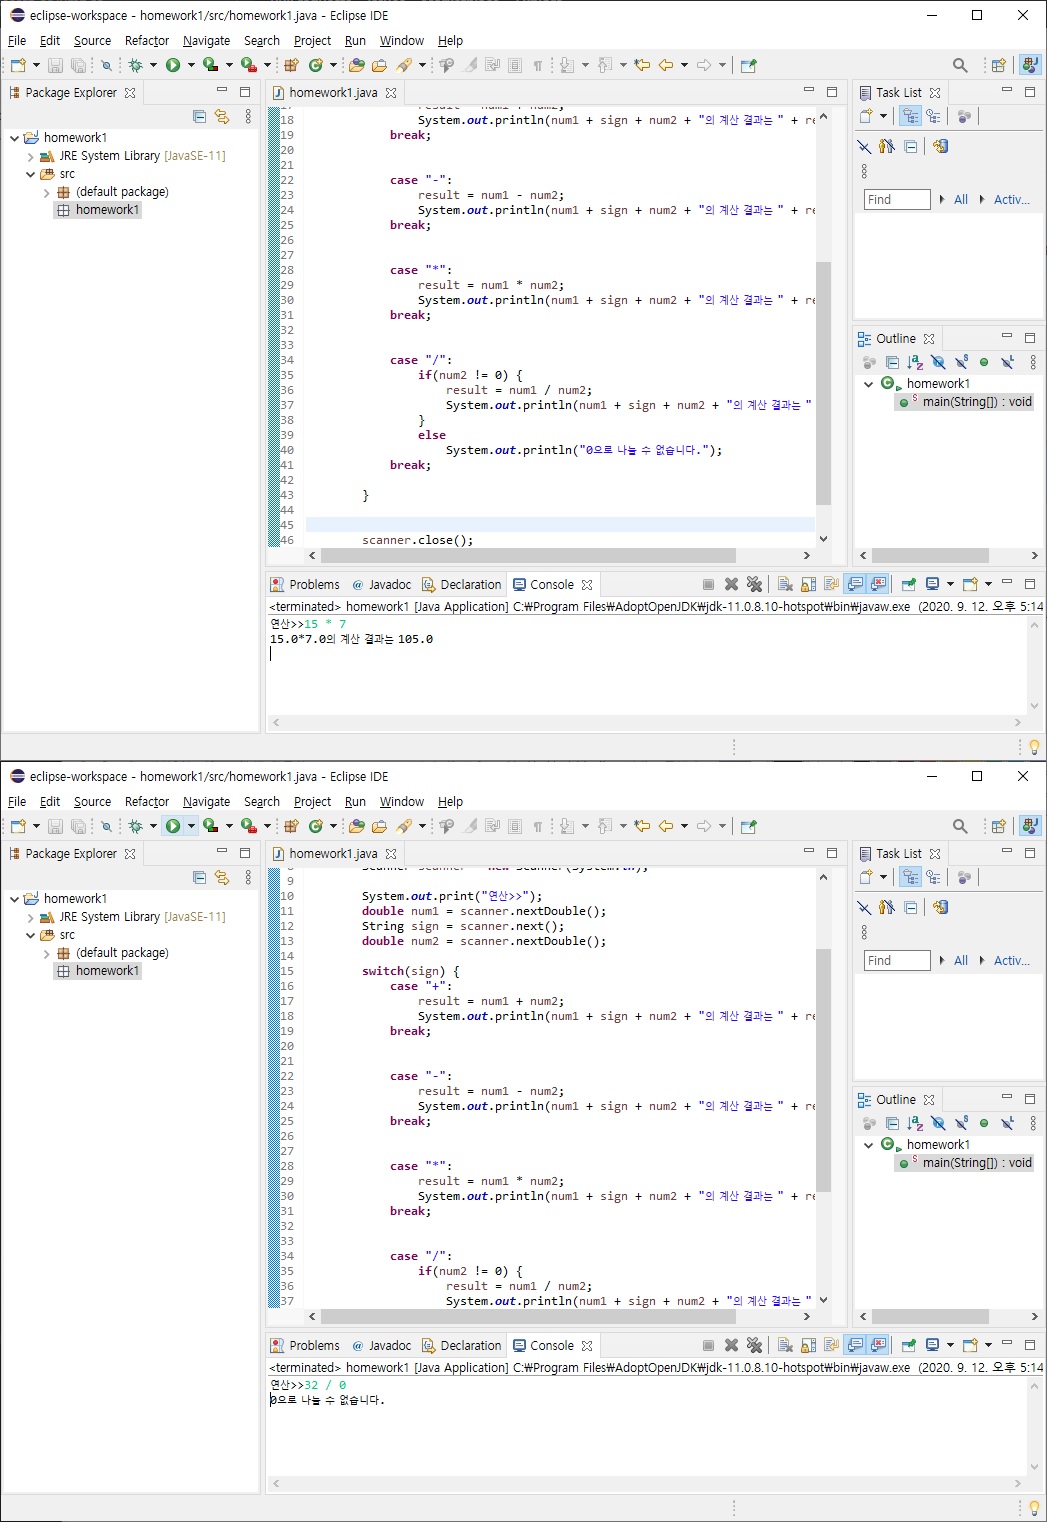 eclipse-workspace - homework1/src/homework1.java - Eclipse IDE
File Edit Source Refactor Navigate Search Project Run Window Help
Package Explorer
homework1
JRE System Library [JavaSE-11]
src
(default package)
homework1
homework1.java
18 System.out.println(num1 + sign + num2 + "의 계산 결과는 " + re
19 break;
20
21
22 case "-":
23 result = num1 - num2;
24 System.out.println(num1 + sign + num2 + "의 계산 결과는 " + re
25 break;
26
27
28 case "*":
29 result = num1 * num2;
30 System.out.println(num1 + sign + num2 + "의 계산 결과는 " + re
31 break;
32
33
34 case "/":
35 if(num2 != 0) {
36 result = num1 / num2;
37 System.out.println(num1 + sign + num2 + "의 계산 결과는 "
38 }
39 else
40 System.out.println("0으로 나눌 수 없습니다.");
41 break;
42
43 }
44
45
46 scanner.close();
Task List
Find All Activ...
Outline
homework1
main(String[]) : void
Problems @ Javadoc Declaration Console
<terminated> homework1 [Java Application] C:₩Program Files₩AdoptOpenJDK₩jdk-11.0.8.10-hotspot₩bin₩javaw.exe (2020. 9. 12. 오후 5:14
연산>>15 * 7
15.0*7.0의 계산 결과는 105.0
eclipse-workspace - homework1/src/homework1.java - Eclipse IDE
File Edit Source Refactor Navigate Search Project Run Window Help
Package Explorer
homework1
JRE System Library [JavaSE-11]
src
(default package)
homework1
homework1.java
9
10 System.out.print("연산>>");
11 double num1 = scanner.nextDouble();
12 String sign = scanner.next();
13 double num2 = scanner.nextDouble();
14
15 switch(sign) {
16 case "+":
17 result = num1 + num2;
18 System.out.println(num1 + sign + num2 + "의 계산 결과는 " + re
19 break;
20
21
22 case "-":
23 result = num1 - num2;
24 System.out.println(num1 + sign + num2 + "의 계산 결과는 " + re
25 break;
26
27
28 case "*":
29 result = num1 * num2;
30 System.out.println(num1 + sign + num2 + "의 계산 결과는 " + re
31 break;
32
33
34 case "/":
35 if(num2 != 0) {
36 result = num1 / num2;
37 System.out.println(num1 + sign + num2 + "의 계산 결과는 "
Task List
Find All Activ...
Outline
homework1
main(String[]) : void
Problems @ Javadoc Declaration Console
<terminated> homework1 [Java Application] C:₩Program Files₩AdoptOpenJDK₩jdk-11.0.8.10-hotspot₩bin₩javaw.exe (2020. 9. 12. 오후 5:14
연산>>32 / 0
0으로 나눌 수 없습니다.